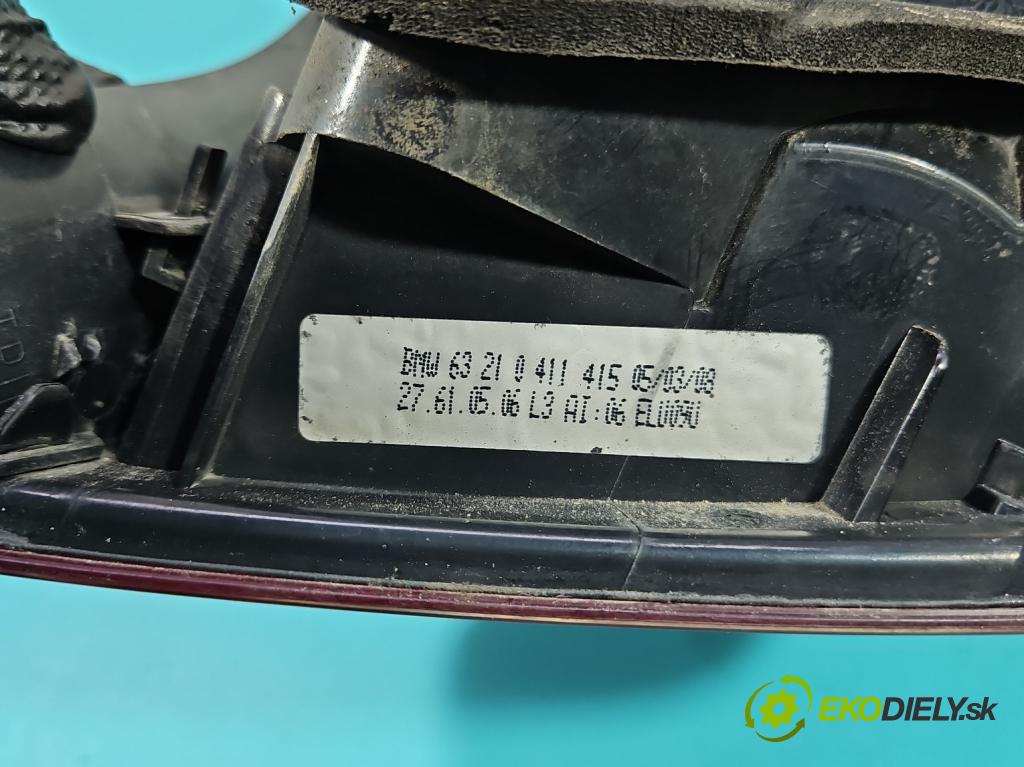 BMW 63 21 0 411 415 05/03/08
27.61.05.06 L3 AI:06 EL0090
EKODIELY.sk